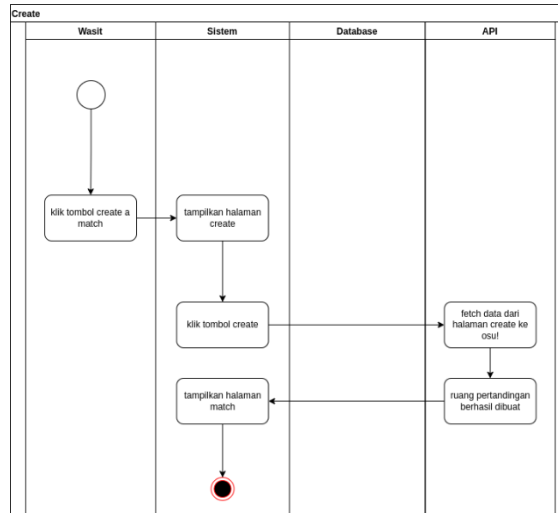 Create
Wasit
Sistem
Database
API
klik tombol create a
match
tampilkan halaman
create
klik tombol create
fetch data dari
halaman create ke
osu!
tampilkan halaman
match
ruang pertandingan
berhasil dibuat